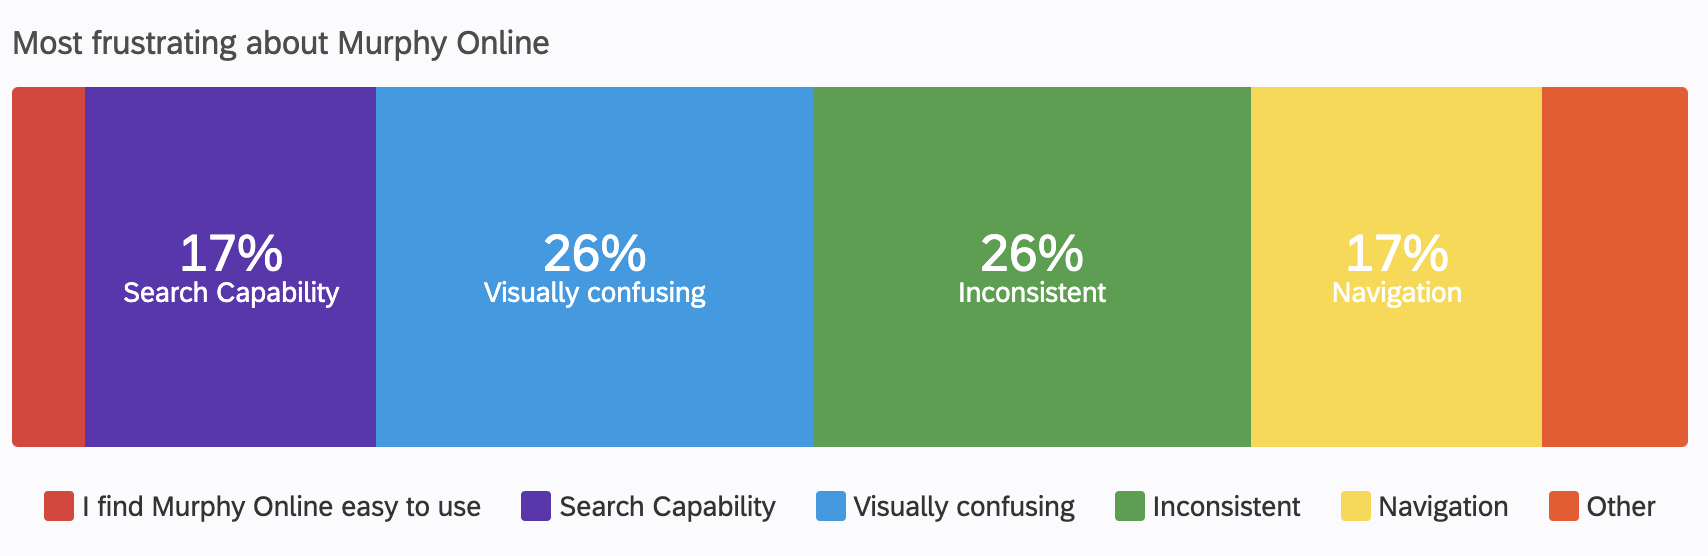 Most frustrating about Murphy Online
17% 26% 26% 17%
Search Capability Visually confusing Inconsistent Navigation
I find Murphy Online easy to use Search Capability Visually confusing Inconsistent Navigation Other